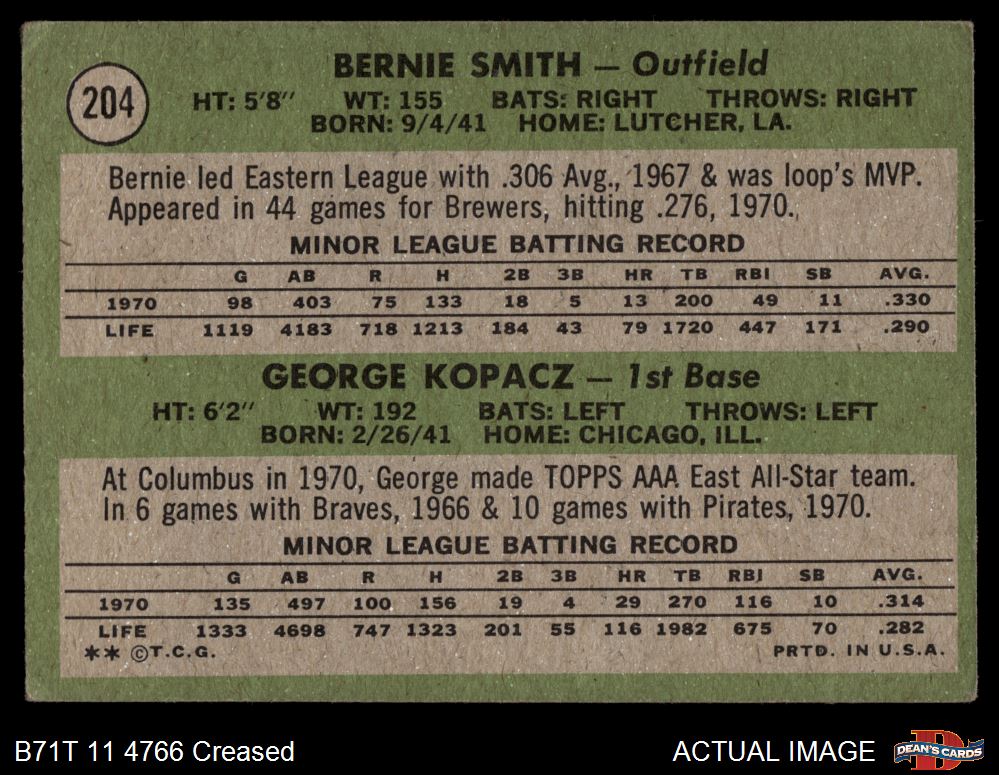 204
BERNIE SMITH — Outfield
HT: 5'8" WT: 155 BATS: RIGHT THROWS: RIGHT
BORN: 9/4/41 HOME: LUTCHER, LA.
Bernie led Eastern League with .306 Avg., 1967 & was loop's MVP.
Appeared in 44 games for Brewers, hitting .276, 1970.
MINOR LEAGUE BATTING RECORD
G AB R H 2B 3B HR TB RBI SB AVG.
1970 98 403 75 133 18 5 13 200 49 11 .330
LIFE 1119 4183 718 1213 184 43 79 1720 447 171 .290
GEORGE KOPACZ — 1st Base
HT: 6'2" WT: 192 BATS: LEFT THROWS: LEFT
BORN: 2/26/41 HOME: CHICAGO, ILL.
At Columbus in 1970, George made TOPPS AAA East All-Star team.
In 6 games with Braves, 1966 & 10 games with Pirates, 1970.
MINOR LEAGUE BATTING RECORD
G AB R H 2B 3B HR TB RBI SB AVG.
1970 135 497 100 156 19 4 29 270 116 10 .314
LIFE 1333 4698 747 1323 201 55 116 1982 675 70 .282
** ©T.C.G. PRTD. IN U.S.A.
B71T 11 4766 Creased ACTUAL IMAGE DEAN'S CARDS